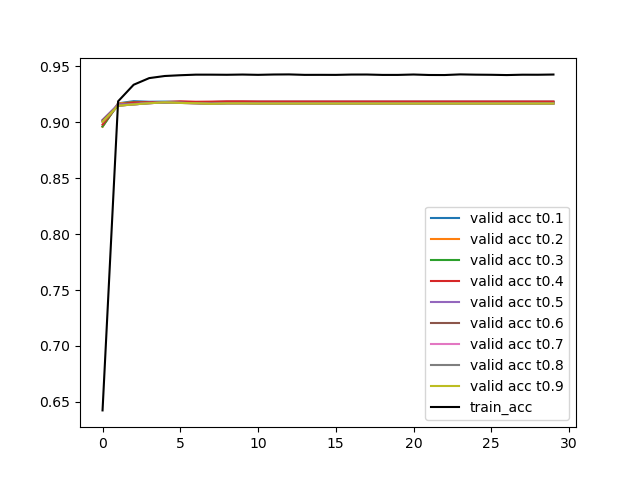 0.95
0.90
0.85
0.80
0.75
0.70
0.65
0 5 10 15 20 25 30
valid acc t0.1
valid acc t0.2
valid acc t0.3
valid acc t0.4
valid acc t0.5
valid acc t0.6
valid acc t0.7
valid acc t0.8
valid acc t0.9
train_acc